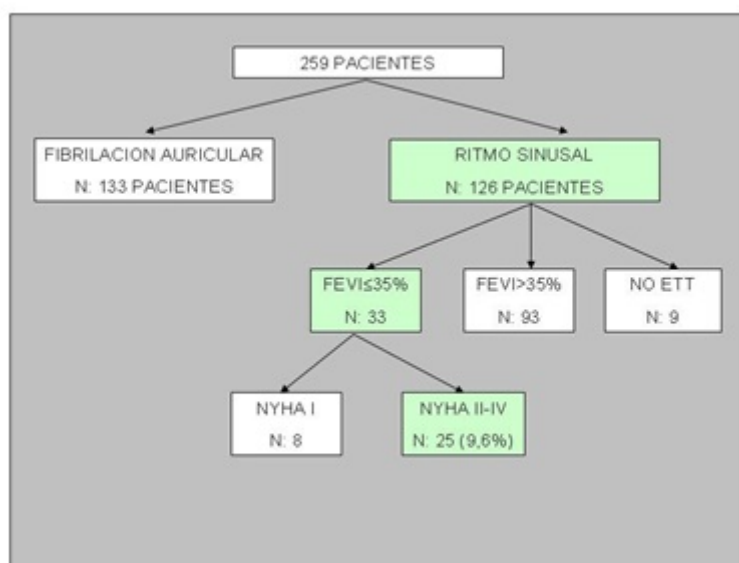 259 PACIENTES
FIBRILACION AURICULAR
N: 133 PACIENTES
RITMO SINUSAL
N: 126 PACIENTES
FEVI≤35%
N: 33
FEVI>35%
N: 93
NO ETT
N: 9
NYHA I
N: 8
NYHA II-IV
N: 25 (9,6%)